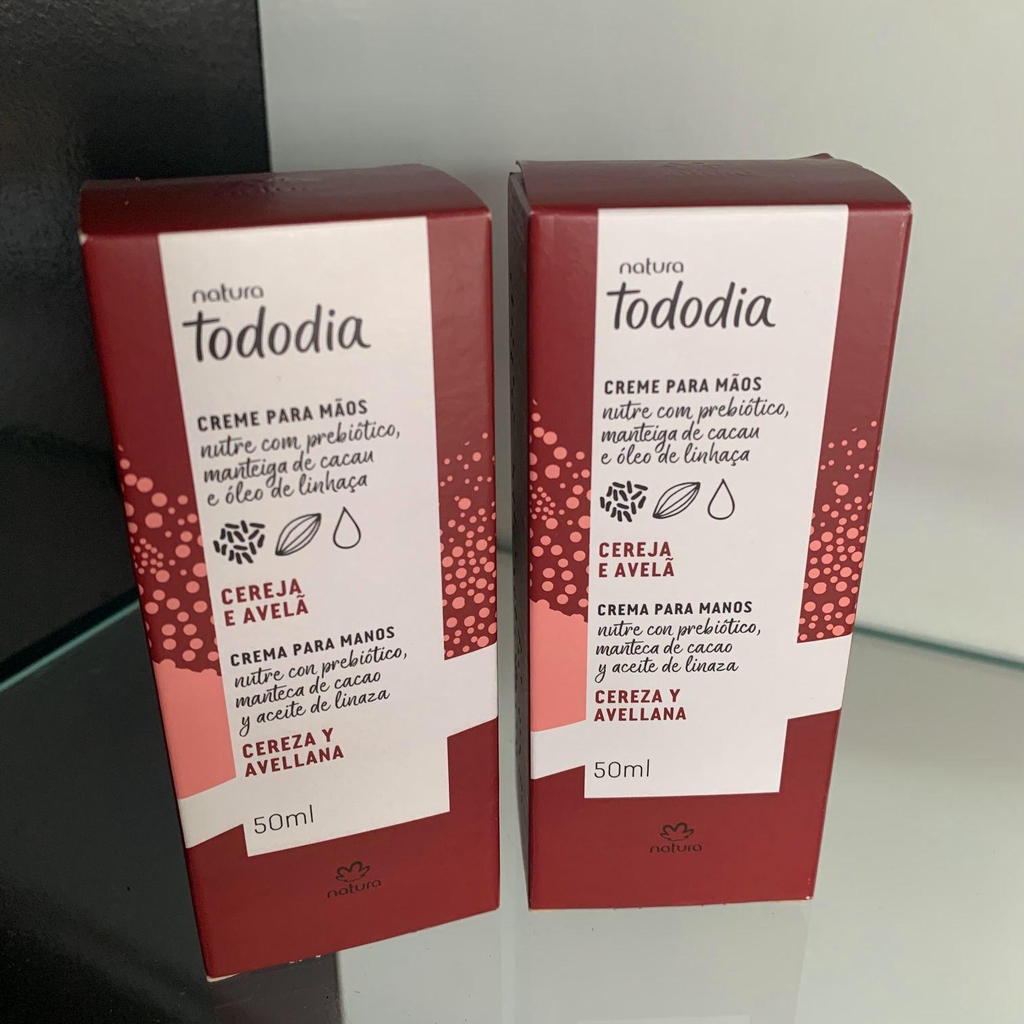 natura
Tododia
CREME PARA MÃOS
nutre com prebiótico,
manteiga de cacau
e óleo de linhaça
CEREJA
E AVELÃ
CREMA PARA MANOS
nutre con prebiótico,
manteca de cacao
y aceite de linaza
CEREZA Y
AVELLANA
50ml
natura
natura
Tododia
CREME PARA MÃOS
nutre com prebiótico,
manteiga de cacau
e óleo de linhaça
CEREJA
E AVELÃ
CREMA PARA MANOS
nutre con prebiótico,
manteca de cacao
y aceite de linaza
CEREZA Y
AVELLANA
50ml
natura